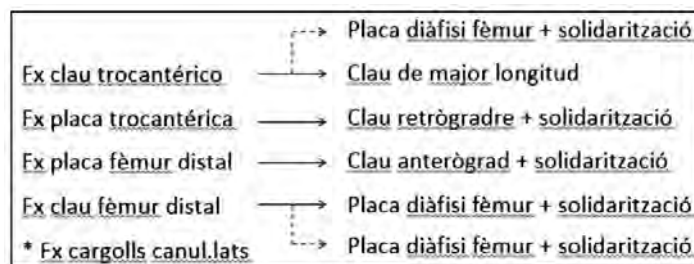 Placa diàfisi fèmur + solidarització
Fx clau trocantérico Clau de major longitud
Fx placa trocantérica Clau retrògradre + solidarització
Fx placa fèmur distal Clau anterògrad + solidarització
Fx clau fèmur distal Placa diàfisi fèmur + solidarització
* Fx cargolls canul.lats Placa diàfisi fèmur + solidarització